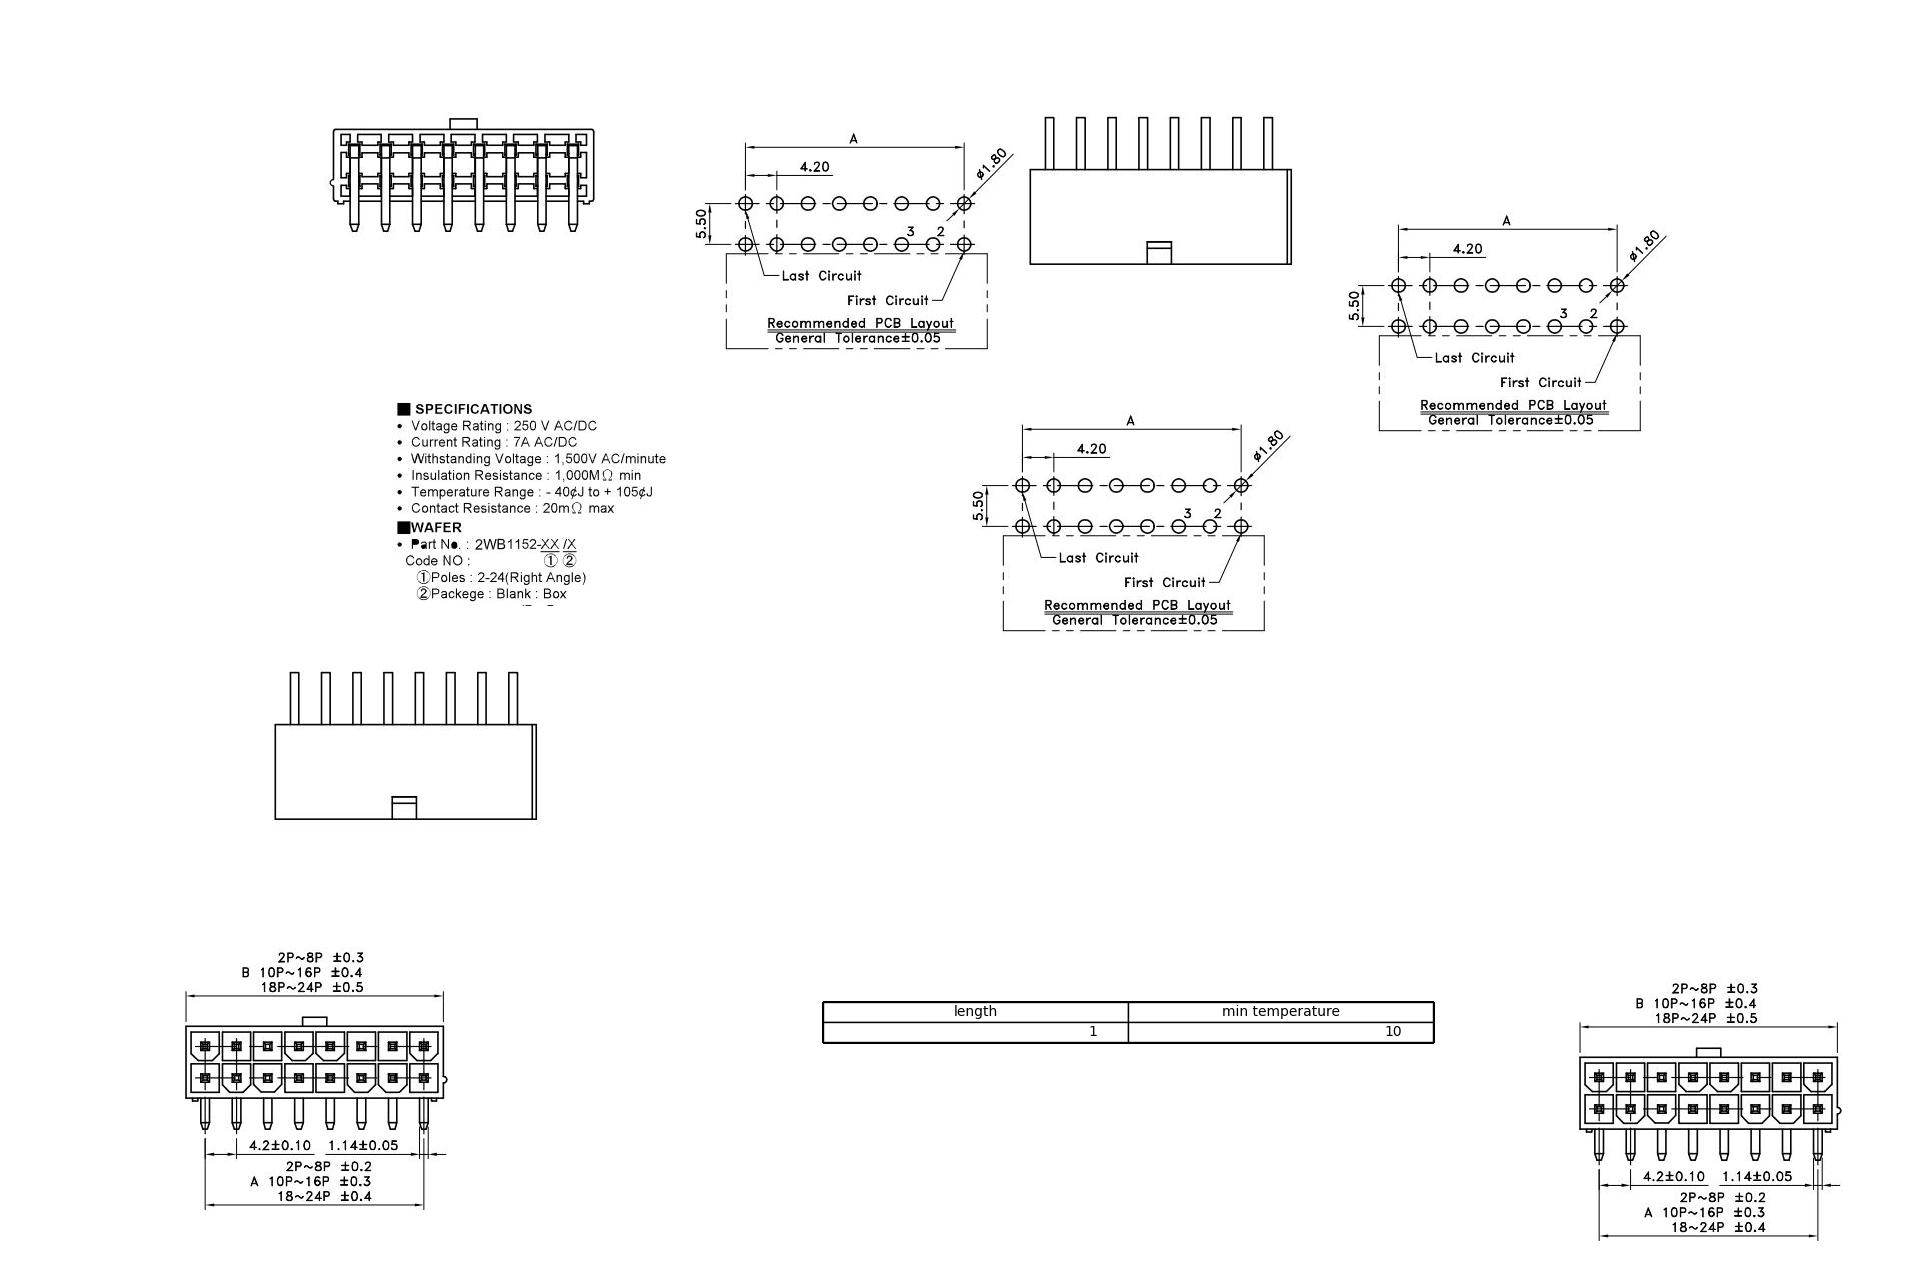 A
4.20
ø1.80
5.50
3 2
Last Circuit
First Circuit
Recommended PCB Layout
General Tolerance±0.05
A
4.20
ø1.80
5.50
3 2
Last Circuit
First Circuit
Recommended PCB Layout
General Tolerance±0.05
SPECIFICATIONS
• Voltage Rating : 250 V AC/DC
• Current Rating : 7A AC/DC
• Withstanding Voltage : 1,500V AC/minute
• Insulation Resistance : 1,000MΩ min
• Temperature Range : - 40¢J to + 105¢J
• Contact Resistance : 20mΩ max
WAFER
• Part No. : 2WB1152-XX /X
Code NO : ① ②
①Poles : 2-24(Right Angle)
②Packege : Blank : Box
A
4.20
ø1.80
5.50
3 2
Last Circuit
First Circuit
Recommended PCB Layout
General Tolerance±0.05
2P~8P ±0.3
B 10P~16P ±0.4
18P~24P ±0.5
4.2±0.10 1.14±0.05
2P~8P ±0.2
A 10P~16P ±0.3
18~24P ±0.4
length min temperature
1 10
2P~8P ±0.3
B 10P~16P ±0.4
18P~24P ±0.5
4.2±0.10 1.14±0.05
2P~8P ±0.2
A 10P~16P ±0.3
18~24P ±0.4